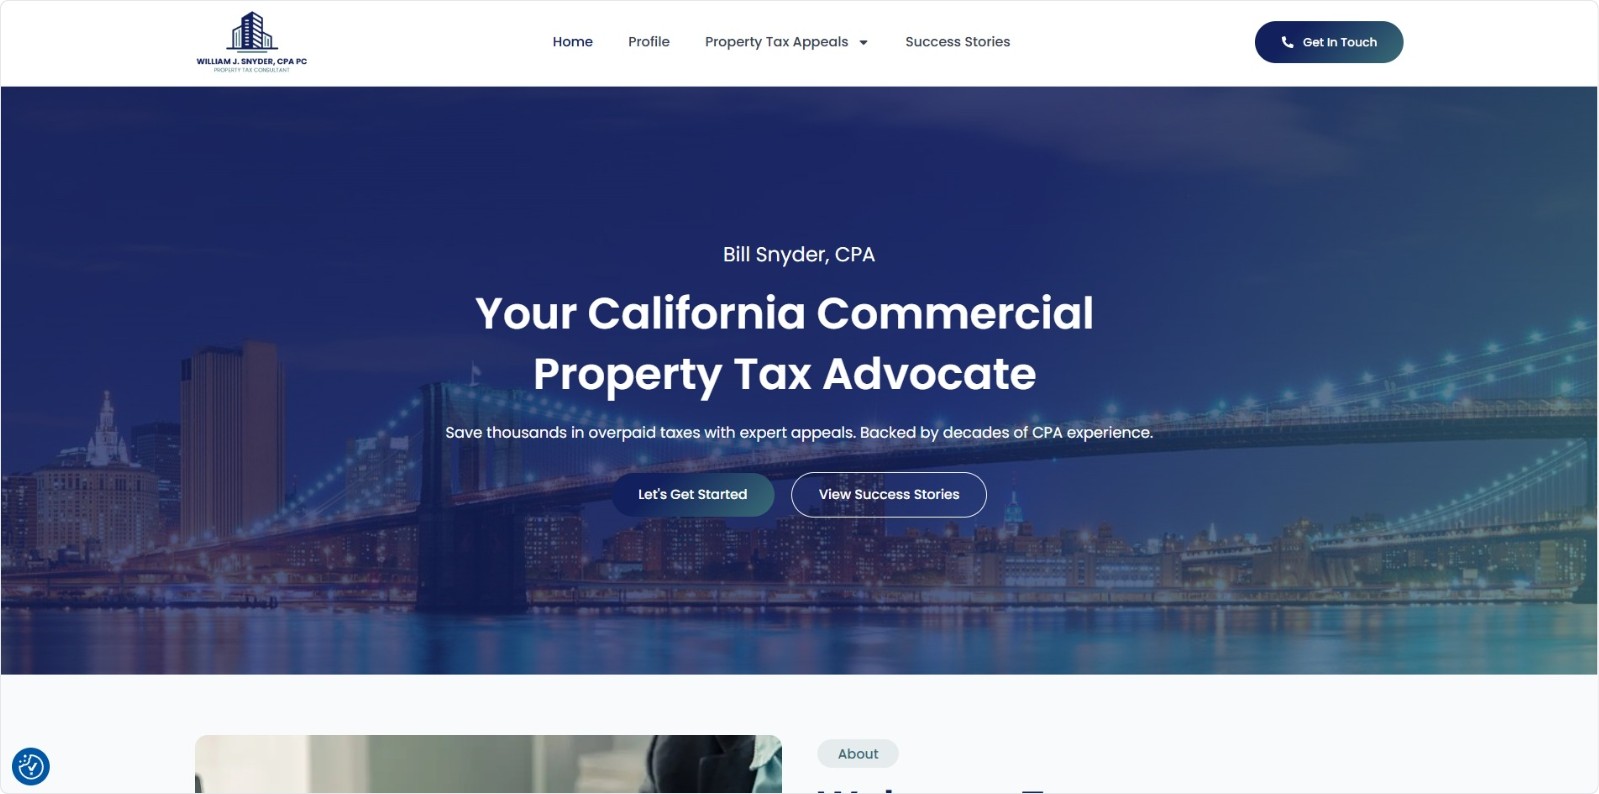 WILLIAM J. SNYDER, CPA PC
PROPERTY TAX CONSULTANT
Home
Profile
Property Tax Appeals
Success Stories
Get In Touch
Bill Snyder, CPA
Your California Commercial
Property Tax Advocate
Save thousands in overpaid taxes with expert appeals. Backed by decades of CPA experience.
Let's Get Started
View Success Stories
About